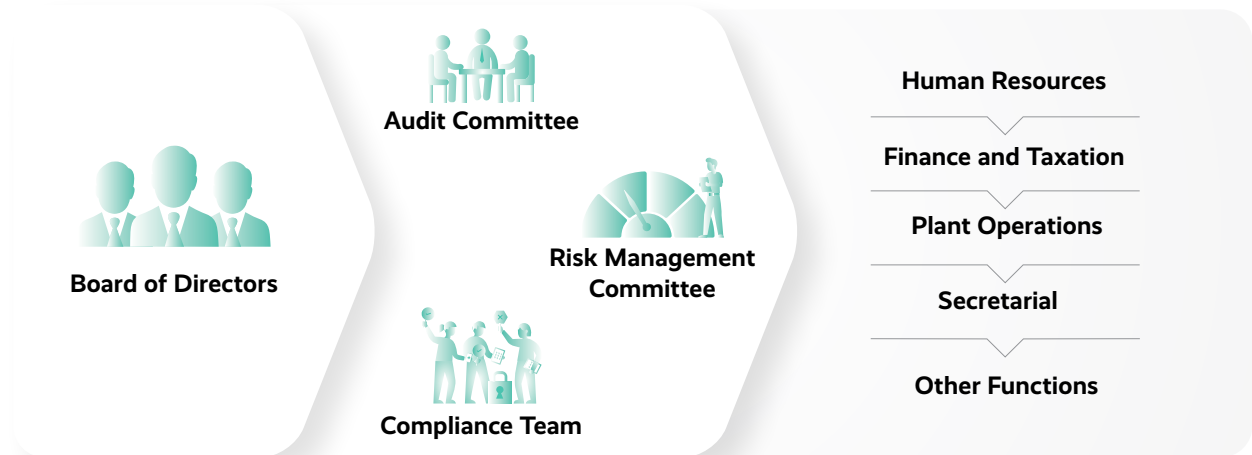 Board of Directors
Audit Committee
Risk Management
Committee
Compliance Team
Human Resources
Finance and Taxation
Plant Operations
Secretarial
Other Functions